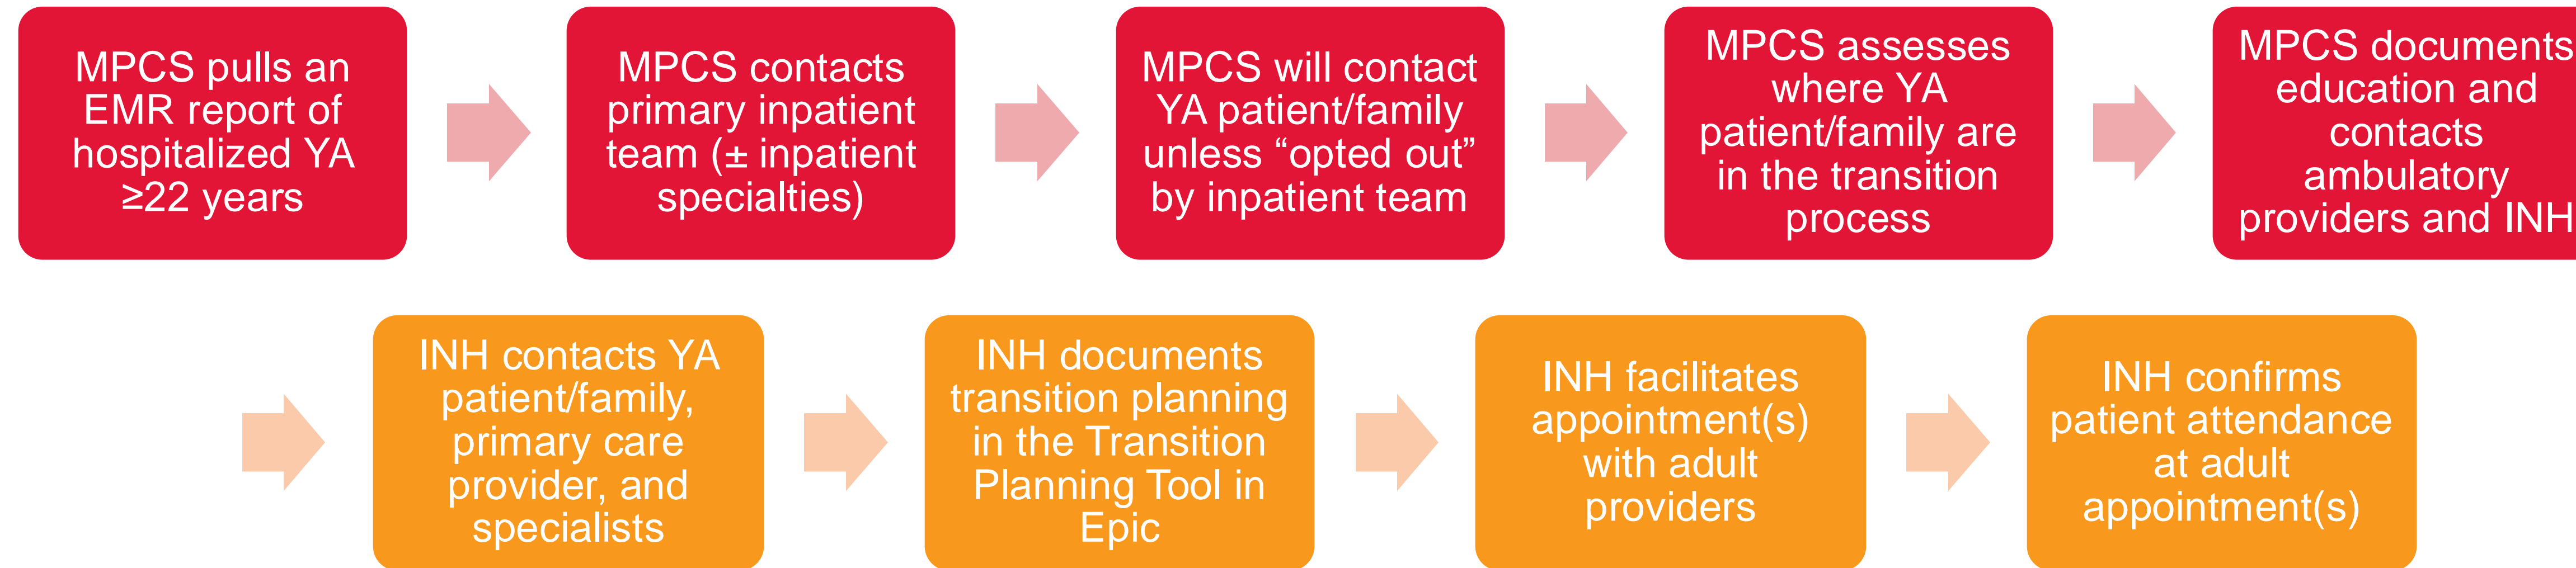 MPCS pulls an
EMR report of
hospitalized YA
≥22 years
MPCS contacts
primary inpatient
team (± inpatient
specialties)
MPCS will contact
YA patient/family
unless “opted out”
by inpatient team
MPCS assesses
where YA
patient/family are
in the transition
process
MPCS documents
education and
contacts
ambulatory
providers and INH
INH contacts YA
patient/family,
primary care
provider, and
specialists
INH documents
transition planning
in the Transition
Planning Tool in
Epic
INH facilitates
appointment(s)
with adult
providers
INH confirms
patient attendance
at adult
appointment(s)